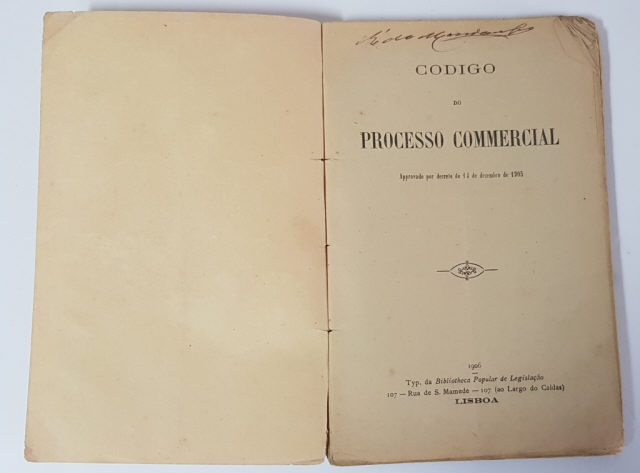 CODIGO
DO
PROCESSO COMMERCIAL
Approvado por decreto de 14 de dezembro de 1905
1906
Typ. da Bibliotheca Popular de Legislação
107 — Rua de S. Mamede — 107 (ao Largo do Caldas)
LISBOA